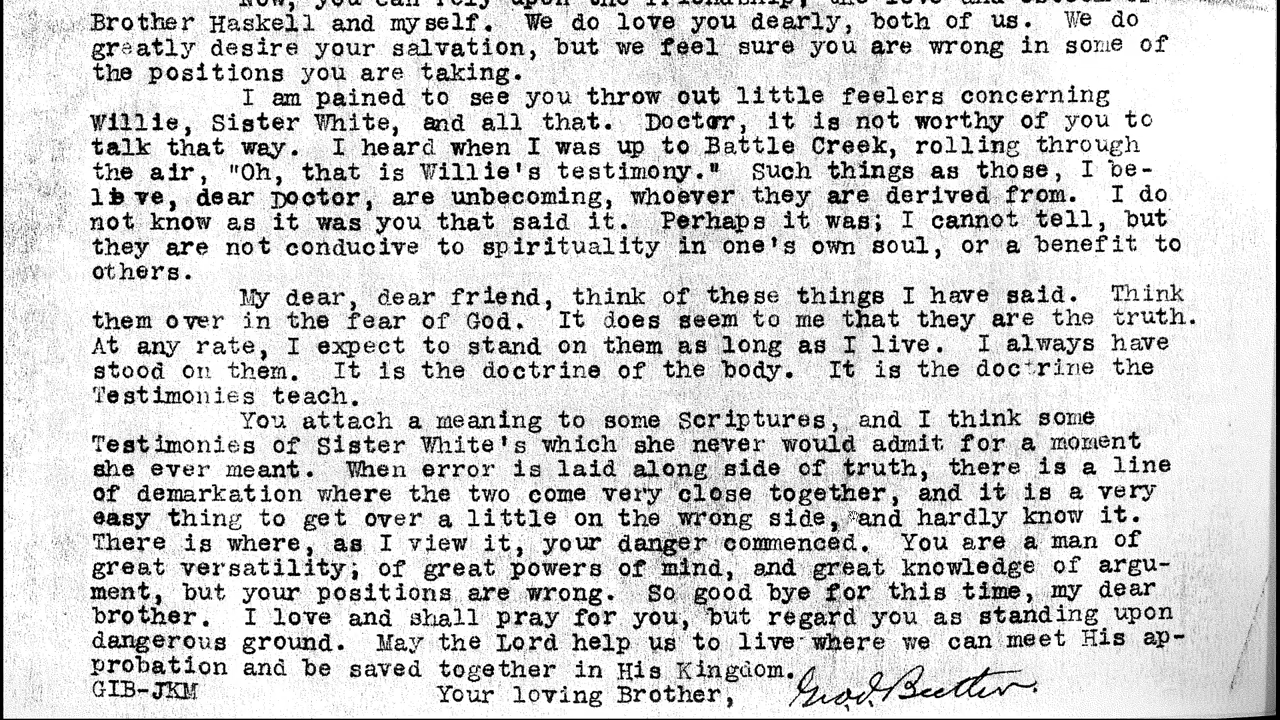 Now, you can rely upon the friendship, the love and esteem of
Brother Haskell and myself. We do love you dearly, both of us. We do
greatly desire your salvation, but we feel sure you are wrong in some of
the positions you are taking.
I am pained to see you throw out little feelers concerning
Willie, Sister White, and all that. Doctor, it is not worthy of you to
talk that way. I heard when I was up to Battle Creek, rolling through
the air, "Oh, that is Willie's testimony." Such things as those, I be-
lieve, dear Doctor, are unbecoming, whoever they are derived from. I do
not know as it was you that said it. Perhaps it was; I cannot tell, but
they are not conducive to spirituality in one's own soul, or a benefit to
others.
My dear, dear friend, think of these things I have said. Think
them over in the fear of God. It does seem to me that they are the truth.
At any rate, I expect to stand on them as long as I live. I always have
stood on them. It is the doctrine of the body. It is the doctrine the
Testimonies teach.
You attach a meaning to some Scriptures, and I think some
Testimonies of Sister White's which she never would admit for a moment
she ever meant. When error is laid along side of truth, there is a line
of demarkation where the two come very close together, and it is a very
easy thing to get over a little on the wrong side, and hardly know it.
There is where, as I view it, your danger commenced. You are a man of
great versatility; of great powers of mind, and great knowledge of argu-
ment, but your positions are wrong. So good bye for this time, my dear
brother. I love and shall pray for you, but regard you as standing upon
dangerous ground. May the Lord help us to live where we can meet His ap-
probation and be saved together in His Kingdom.
GIB-JKM Your loving Brother, Geo. I. Butler.